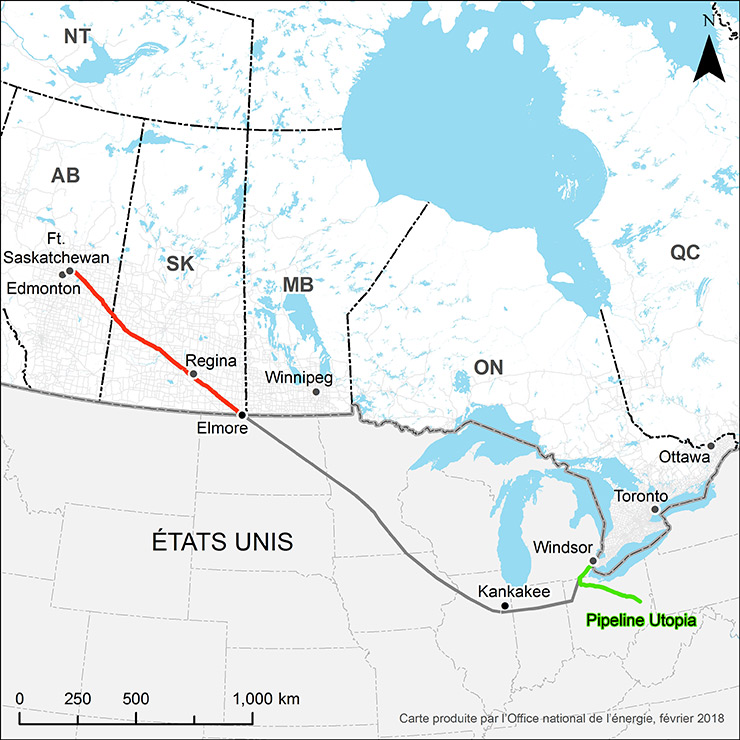 N
NT
AB
Ft.
Saskatchewan
Edmonton
SK
MB
QC
Regina
Winnipeg
ON
Elmore
Ottawa
Toronto
ÉTATS UNIS
Windsor
Kankakee
Pipeline Utopia
0 250 500 1,000 km
Carte produite par l'Office national de l'énergie, février 2018